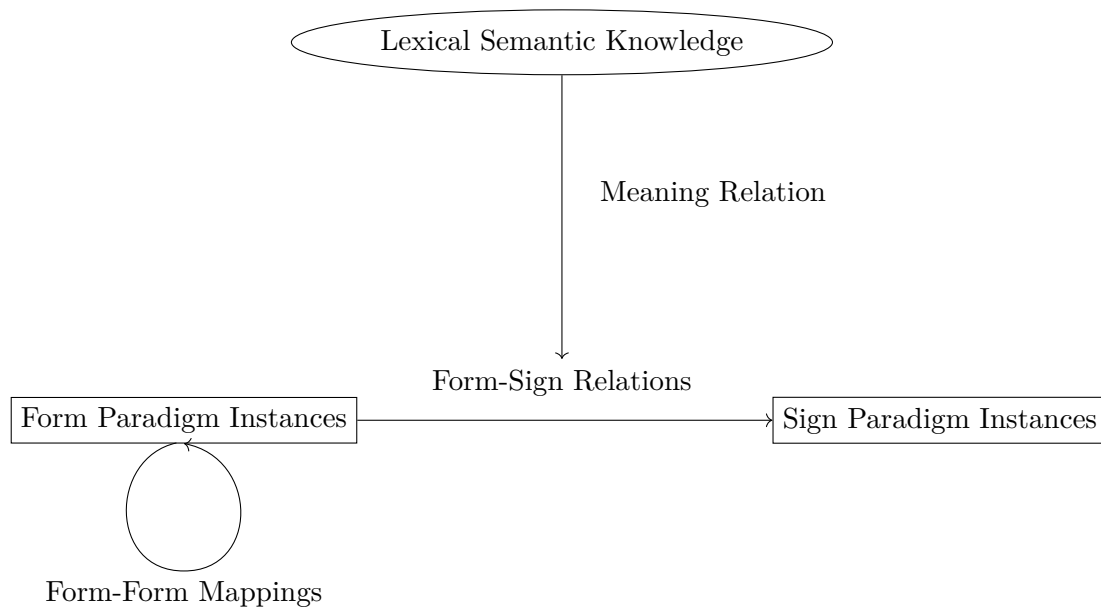 Lexical Semantic Knowledge
Meaning Relation
Form-Sign Relations
Form Paradigm Instances
Sign Paradigm Instances
Form-Form Mappings